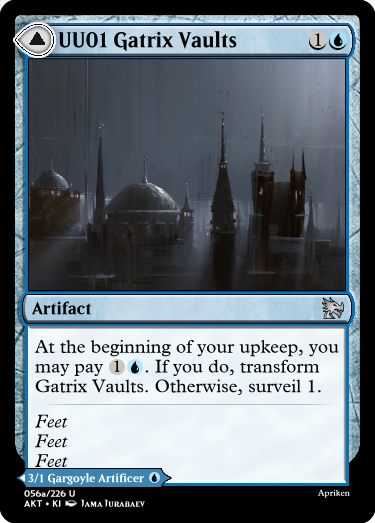 UU01 Gatrix Vaults 1
Artifact
At the beginning of your upkeep, you
may pay 1. If you do, transform
Gatrix Vaults. Otherwise, surveil 1.
Feet
Feet
Feet
3/1 Gargoyle Artificer
056a/226 U
Apriken
AKT • KI Jama Jurabaev